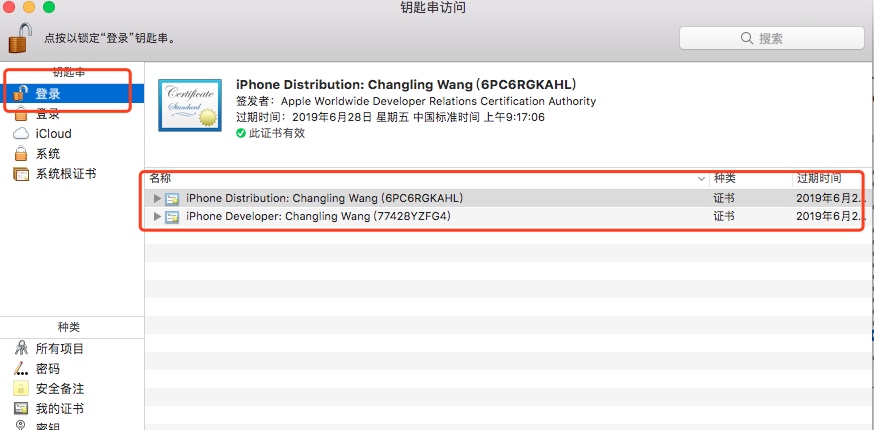 钥匙串访问
点按以锁定“登录”钥匙串。
搜索
钥匙串
登录
登录
iCloud
系统
系统根证书
iPhone Distribution: Changling Wang (6PC6RGKAHL)
签发者：Apple Worldwide Developer Relations Certification Authority
过期时间：2019年6月28日 星期五 中国标准时间 上午9:17:06
此证书有效
Certificate
Standard
名称 种类 过期时间
iPhone Distribution: Changling Wang (6PC6RGKAHL) 证书 2019年6月2...
iPhone Developer: Changling Wang (77428YZFG4) 证书 2019年6月2...
种类
所有项目
密码
安全备注
我的证书
密钥